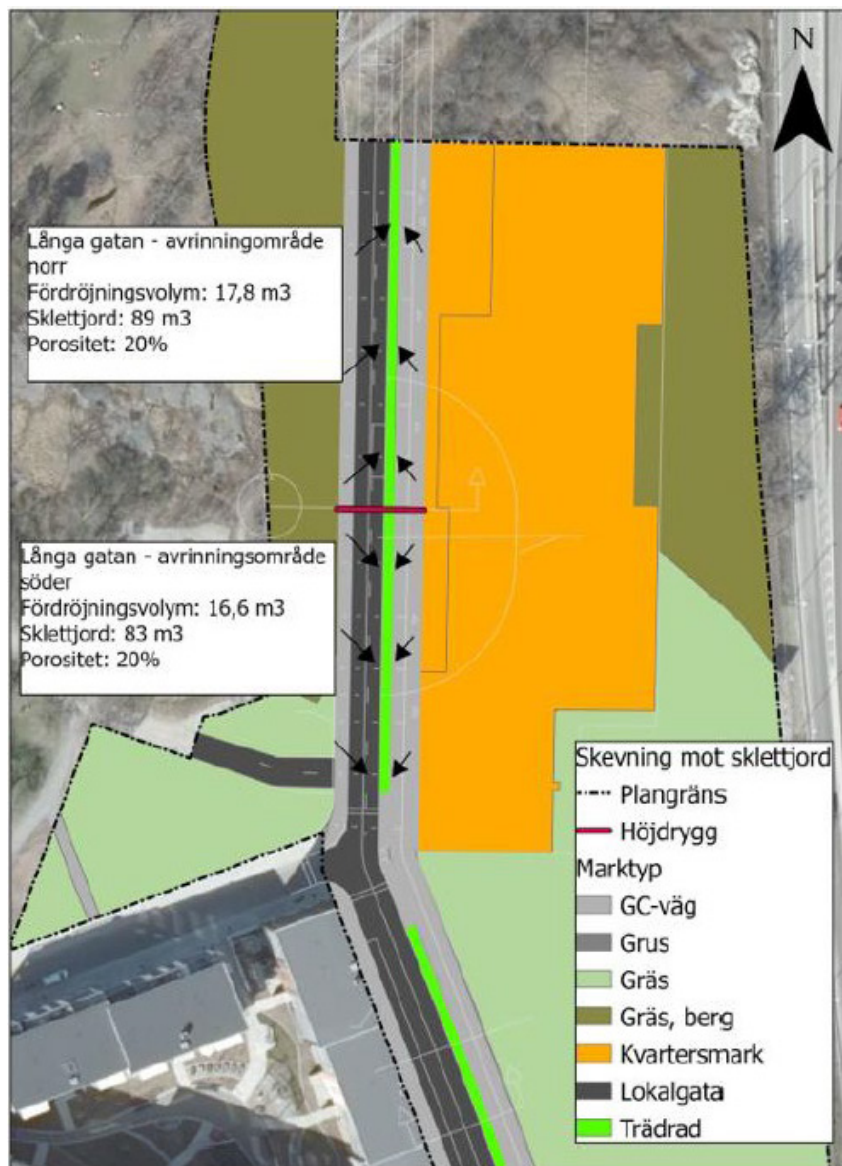 N
Långa gatan - avrinningområde
norr
Fördröjningsvolym: 17,8 m3
Sklettjord: 89 m3
Porositet: 20%
Långa gatan - avrinningsområde
söder
Fördröjningsvolym: 16,6 m3
Sklettjord: 83 m3
Porositet: 20%
Skevning mot sklettjord
Plangräns
Höjdrygg
Marktyp
GC-väg
Grus
Gräs
Gräs, berg
Kvartersmark
Lokalgata
Trädrad